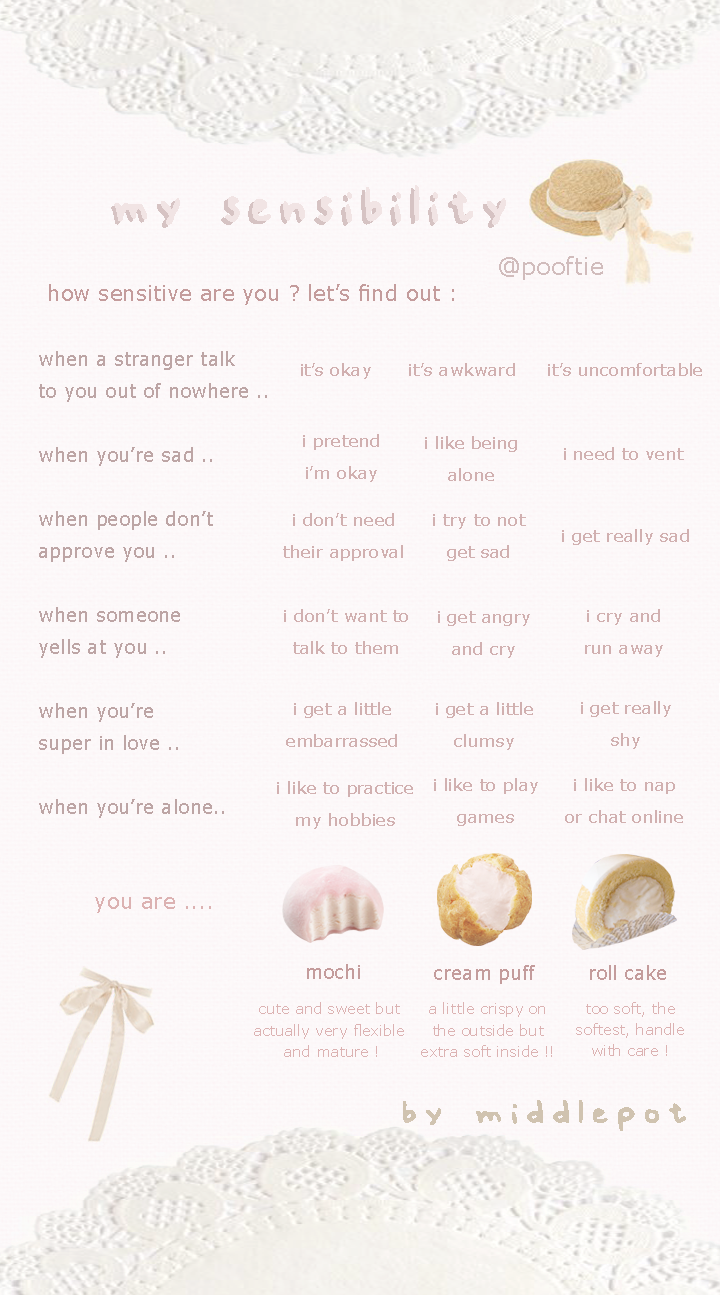 my sensibility
@pooftie
how sensitive are you ? let's find out :
when a stranger talk
to you out of nowhere ..
it's okay
it's awkward
it's uncomfortable
when you're sad ..
i pretend
i'm okay
i like being
alone
i need to vent
when people don't
approve you ..
i don't need
their approval
i try to not
get sad
i get really sad
when someone
yells at you ..
i don't want to
talk to them
i get angry
and cry
i cry and
run away
when you're
super in love ..
i get a little
embarrassed
i get a little
clumsy
i get really
shy
when you're alone..
i like to practice
my hobbies
i like to play
games
i like to nap
or chat online
you are ....
mochi
cute and sweet but
actually very flexible
and mature !
cream puff
a little crispy on
the outside but
extra soft inside !!
roll cake
too soft, the
softest, handle
with care !
by middlepot